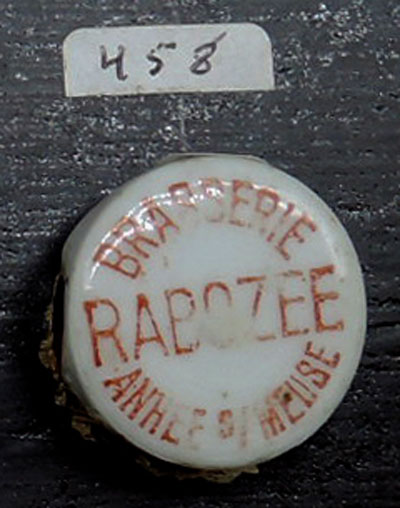 458
BRASSERIE
RABOZEE
ANHEE S/ MEUSE